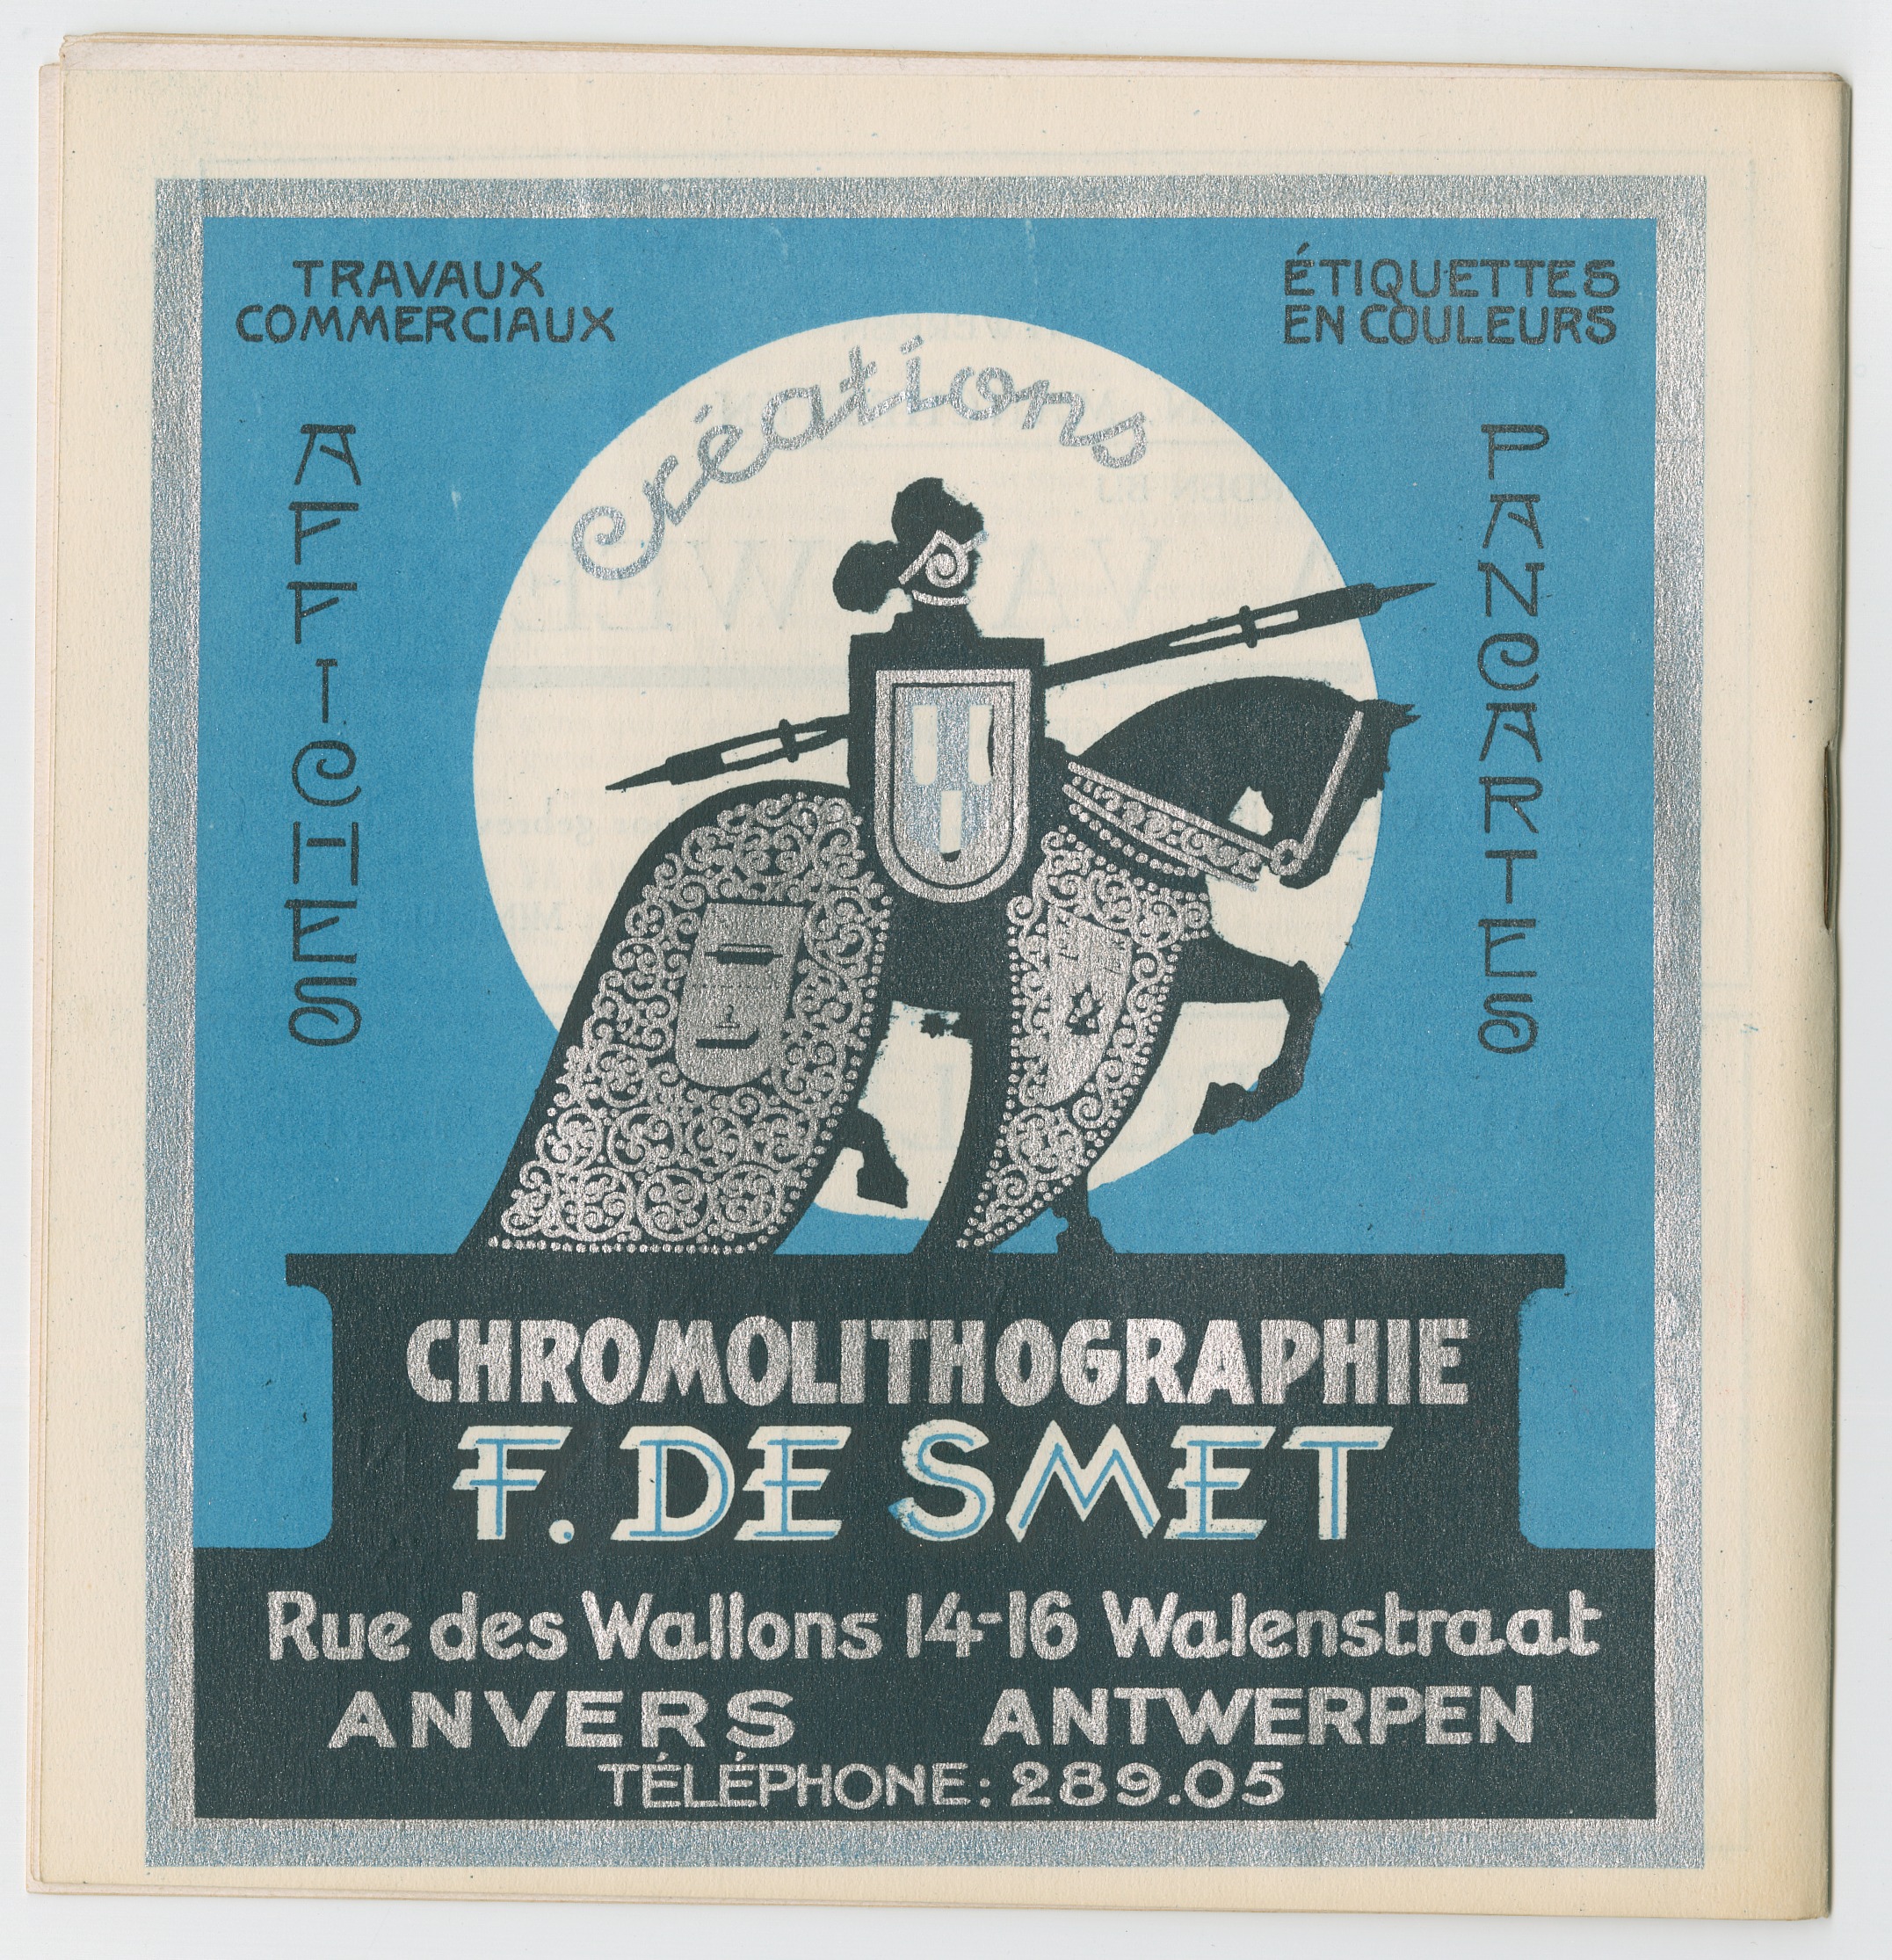 TRAVAUX
COMMERCIAUX
ÉTIQUETTES
EN COULEURS
AFFICHES
Créations
PANCARTES
CHROMOLITHOGRAPHIE
F. DE SMET
Rue des Wallons 14-16 Walenstraat
ANVERS ANTWERPEN
TÉLÉPHONE: 289.05